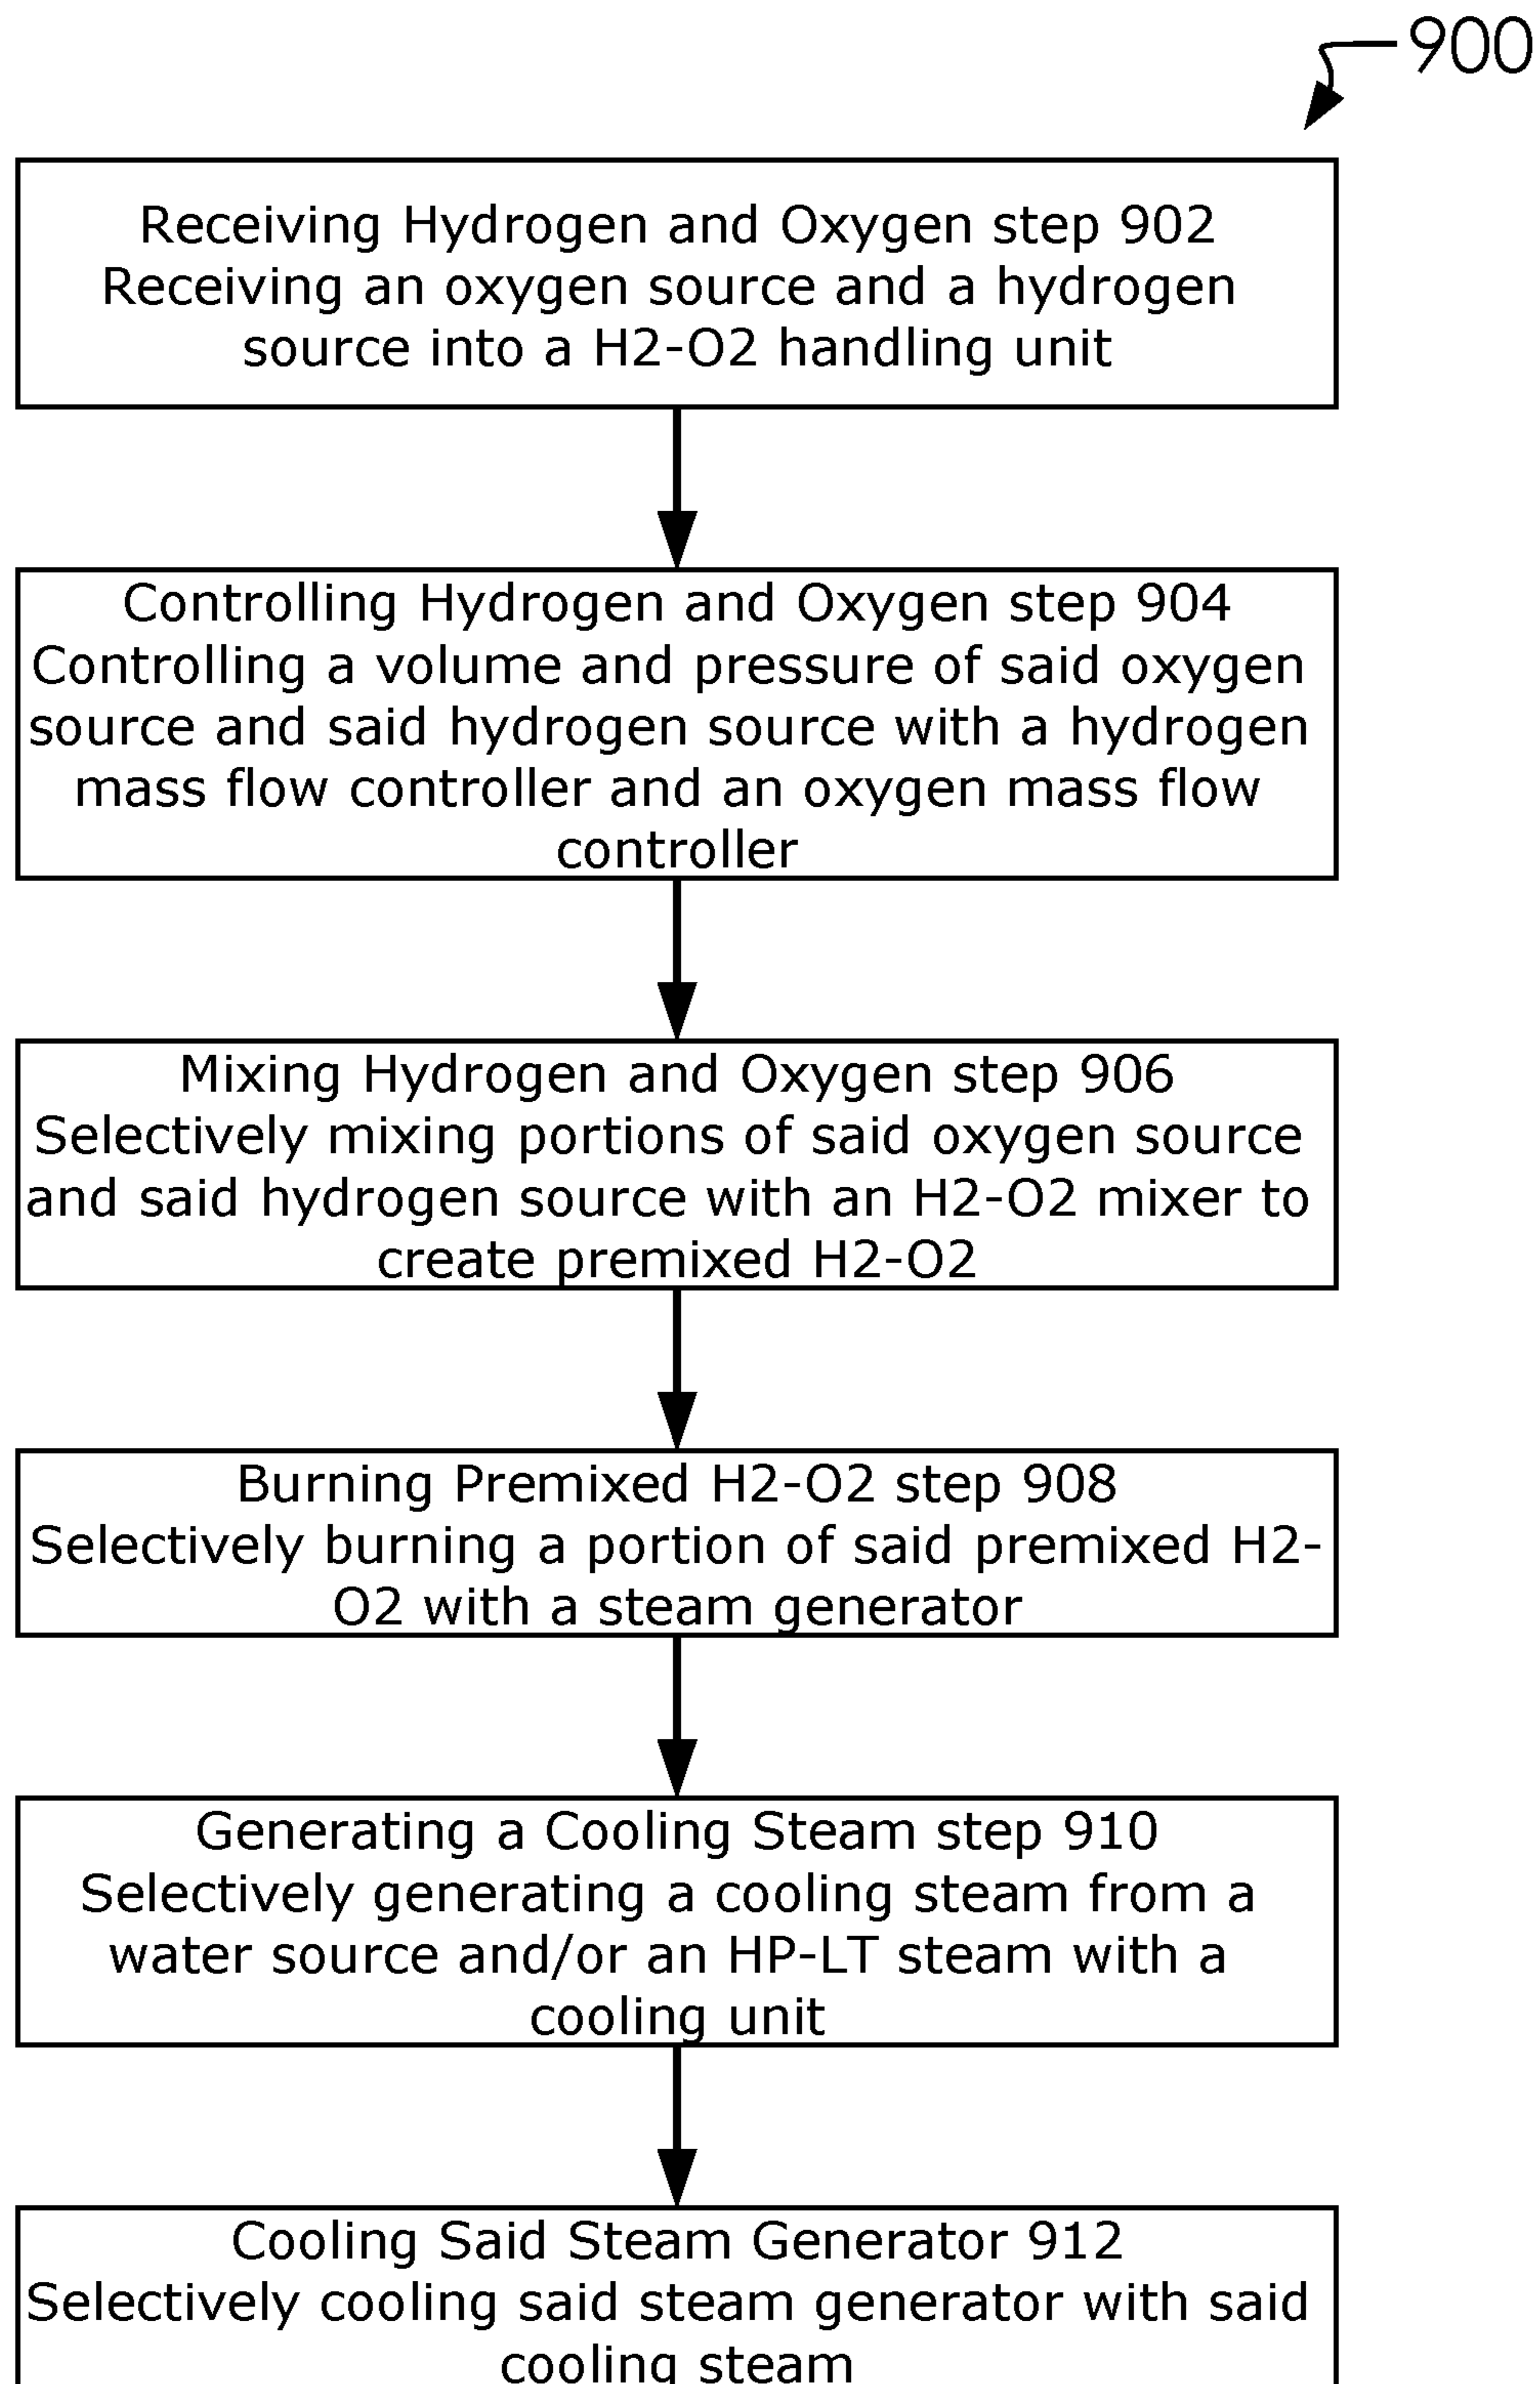 900
Receiving Hydrogen and Oxygen step 902
Receiving an oxygen source and a hydrogen
source into a H2-O2 handling unit
Controlling Hydrogen and Oxygen step 904
Controlling a volume and pressure of said oxygen
source and said hydrogen source with a hydrogen
mass flow controller and an oxygen mass flow
controller
Mixing Hydrogen and Oxygen step 906
Selectively mixing portions of said oxygen source
and said hydrogen source with an H2-O2 mixer to
create premixed H2-O2
Burning Premixed H2-O2 step 908
Selectively burning a portion of said premixed H2-
O2 with a steam generator
Generating a Cooling Steam step 910
Selectively generating a cooling steam from a
water source and/or an HP-LT steam with a
cooling unit
Cooling Said Steam Generator 912
Selectively cooling said steam generator with said
cooling steam